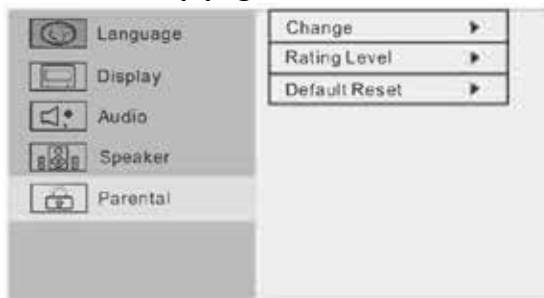 Language
Display
Audio
Speaker
Parental
Change
Rating Level
Default Reset